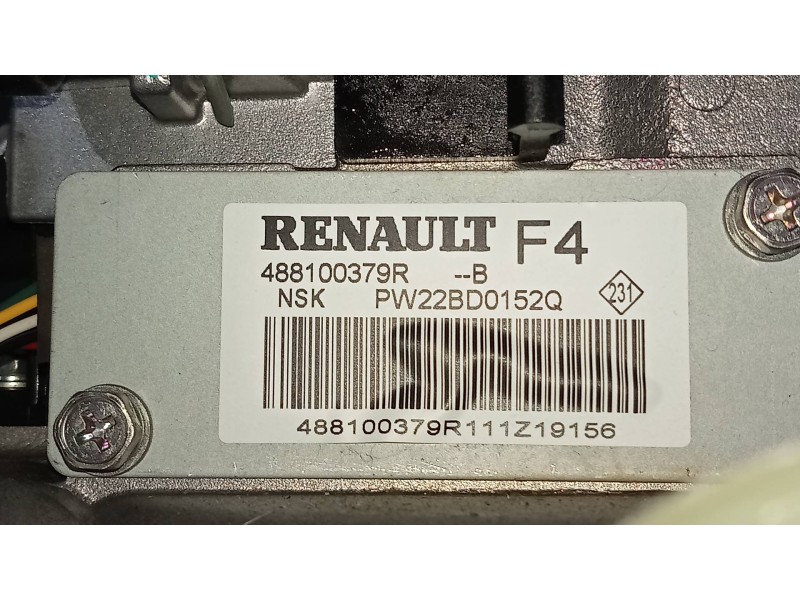 RENAULT F4
488100379R --B
NSK PW22BD0152Q 231
488100379R111Z19156